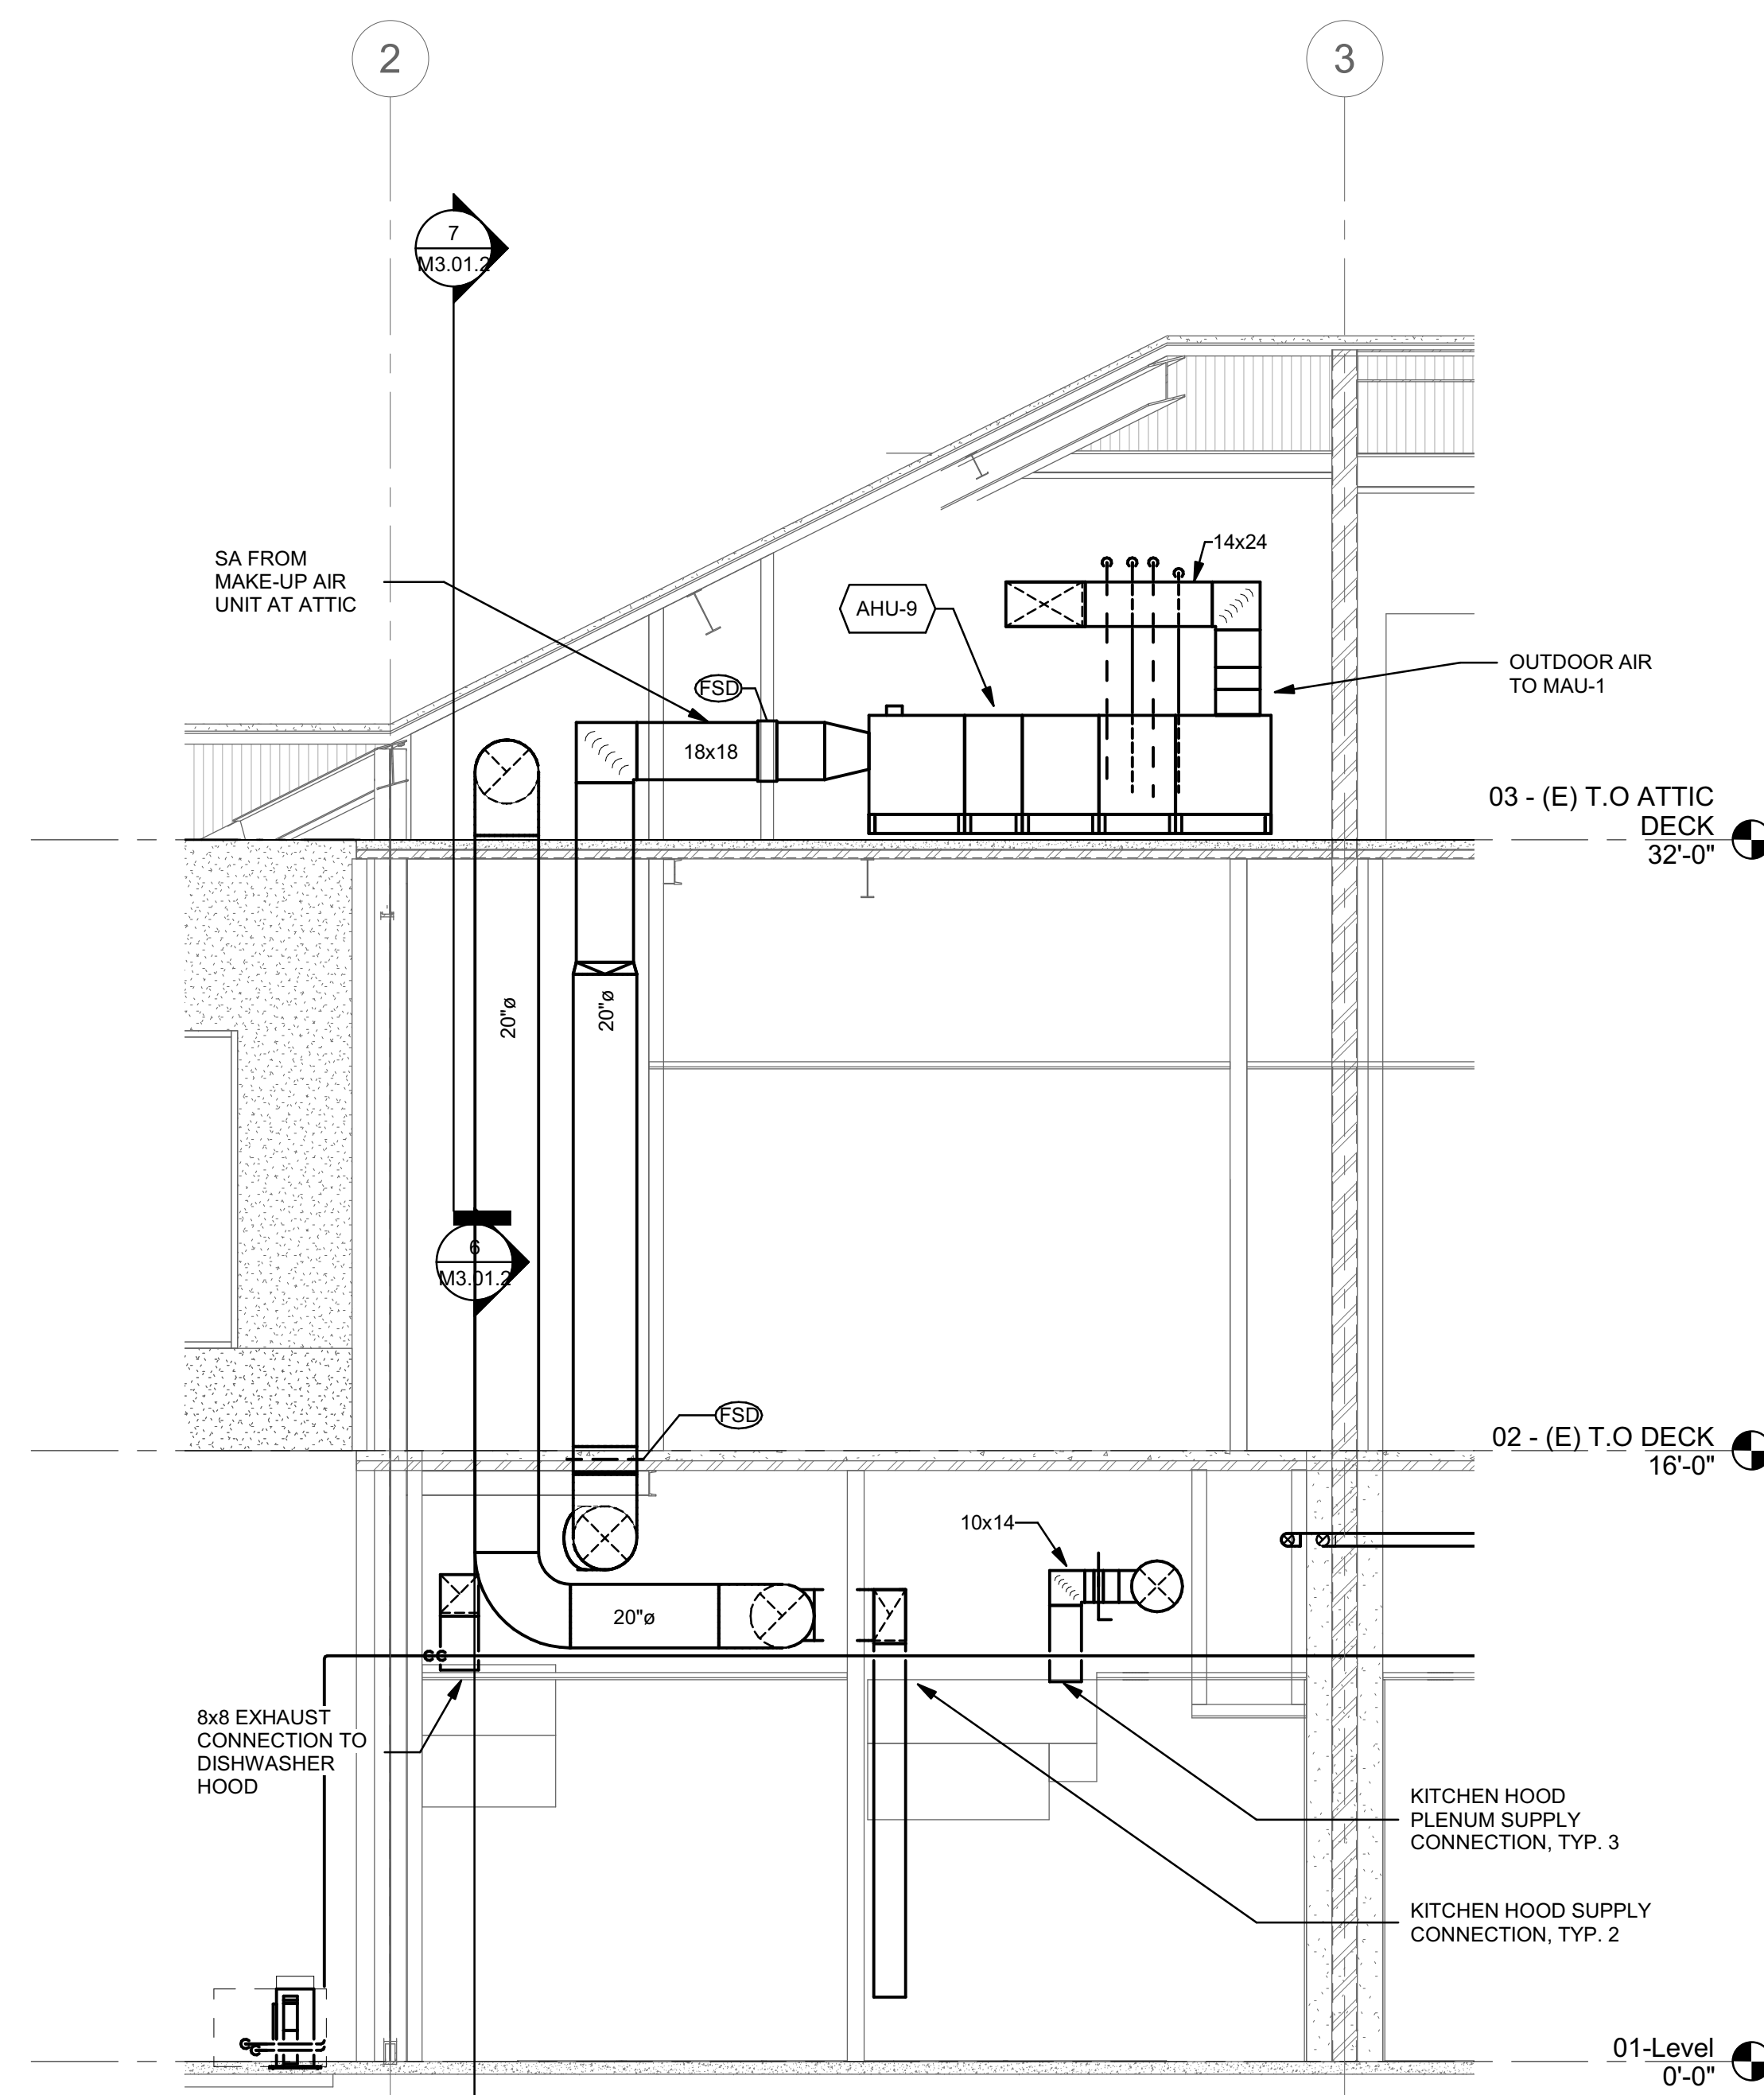 2
3
7
M3.01.2
14x24
SA FROM
MAKE-UP AIR
UNIT AT ATTIC
AHU-9
OUTDOOR AIR
TO MAU-1
FSD
18x18
03 - (E) T.O ATTIC
DECK
32'-0"
20"ø
20"ø
6
M3.01.2
FSD
02 - (E) T.O DECK
16'-0"
10x14
20"ø
8x8 EXHAUST
CONNECTION TO
DISHWASHER
HOOD
KITCHEN HOOD
PLENUM SUPPLY
CONNECTION, TYP. 3
KITCHEN HOOD SUPPLY
CONNECTION, TYP. 2
01-Level
0'-0"